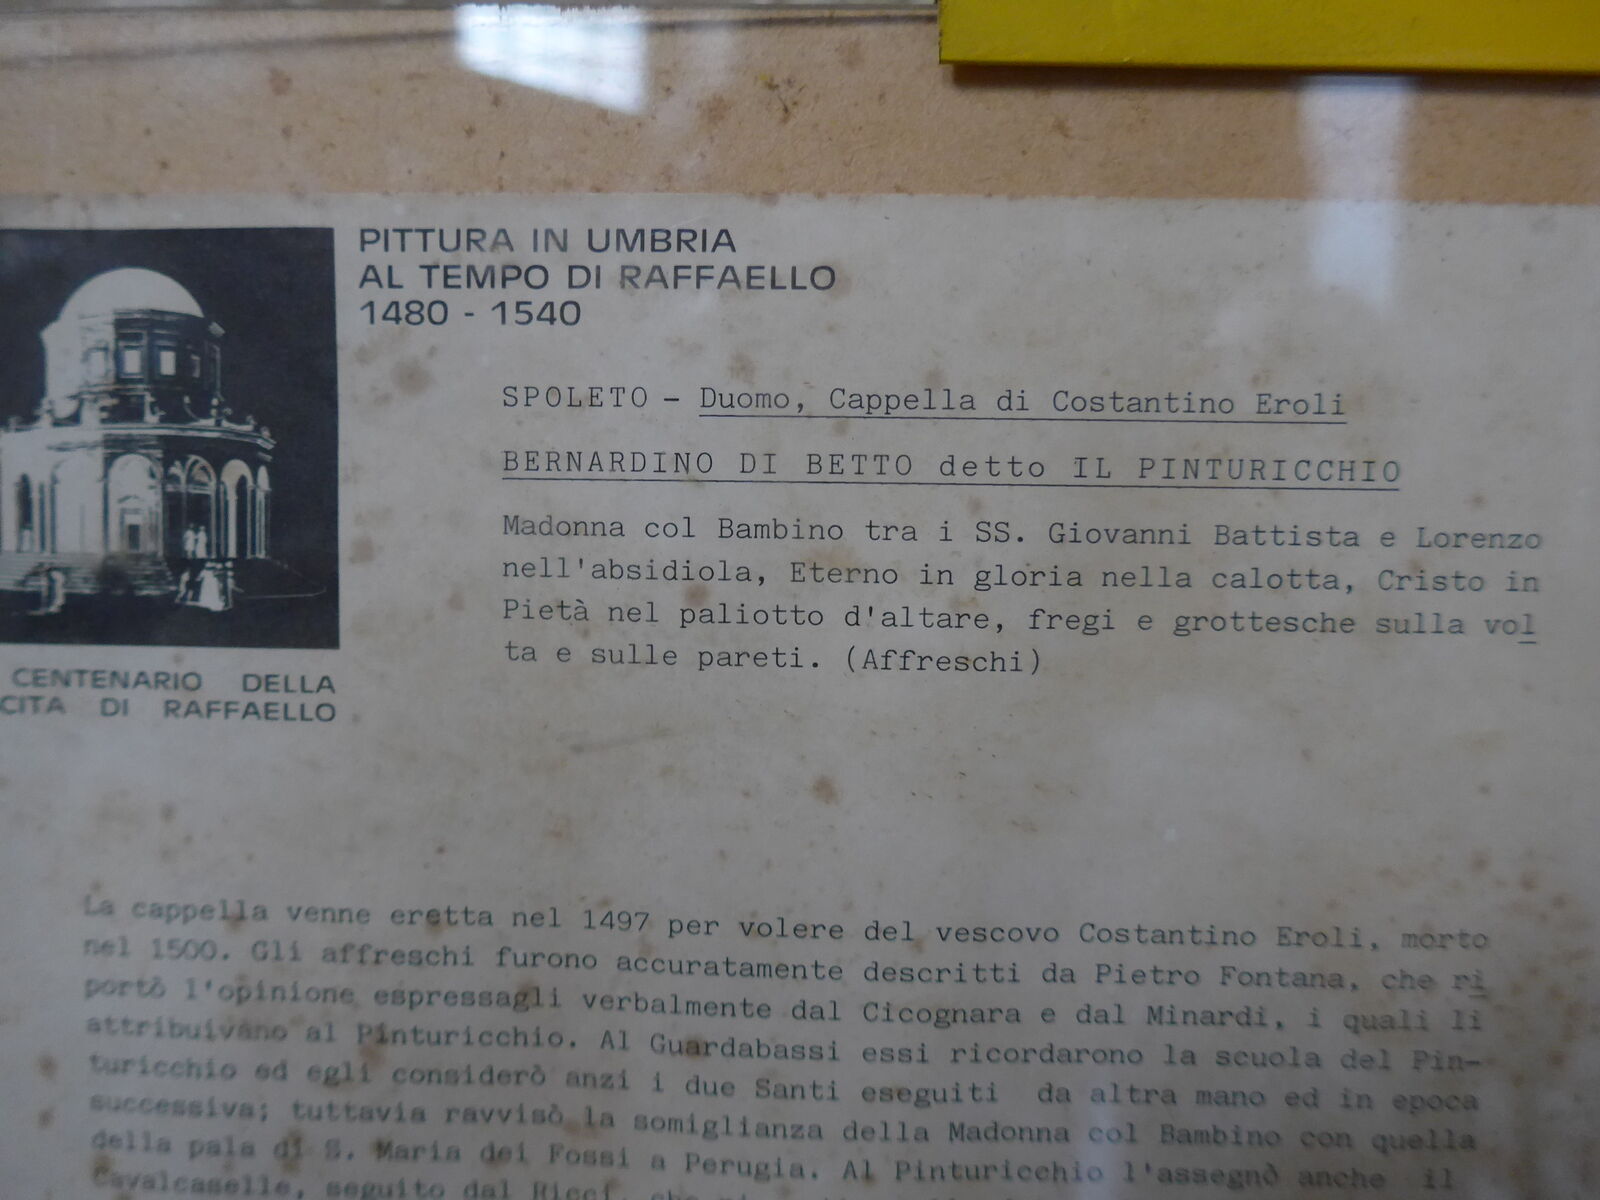 PITTURA IN UMBRIA
AL TEMPO DI RAFFAELLO
1480 - 1540
SPOLETO - Duomo, Cappella di Costantino Eroli
BERNARDINO DI BETTO detto IL PINTURICCHIO
Madonna col Bambino tra i SS. Giovanni Battista e Lorenzo
nell'absidiola, Eterno in gloria nella calotta, Cristo in
Pietà nel paliotto d'altare, fregi e grottesche sulla vol
ta e sulle pareti. (Affreschi)
CENTENARIO DELLA
CITA DI RAFFAELLO
La cappella venne eretta nel 1497 per volere del vescovo Costantino Eroli, morto
nel 1500. Gli affreschi furono accuratamente descritti da Pietro Fontana, che ri
portò l'opinione espressagli verbalmente dal Cicognara e dal Minardi, i quali li
attribuivano al Pinturicchio. Al Guardabassi essi ricordarono la scuola del Pin-
turicchio ed egli considerò anzi i due Santi eseguiti da altra mano ed in epoca
successiva; tuttavia ravvisò la somiglianza della Madonna col Bambino con quella
della pala di S. Maria dei Fossi a Perugia. Al Pinturicchio l'assegnò anche il
Cavalcaselle, seguito dal Ricci, che